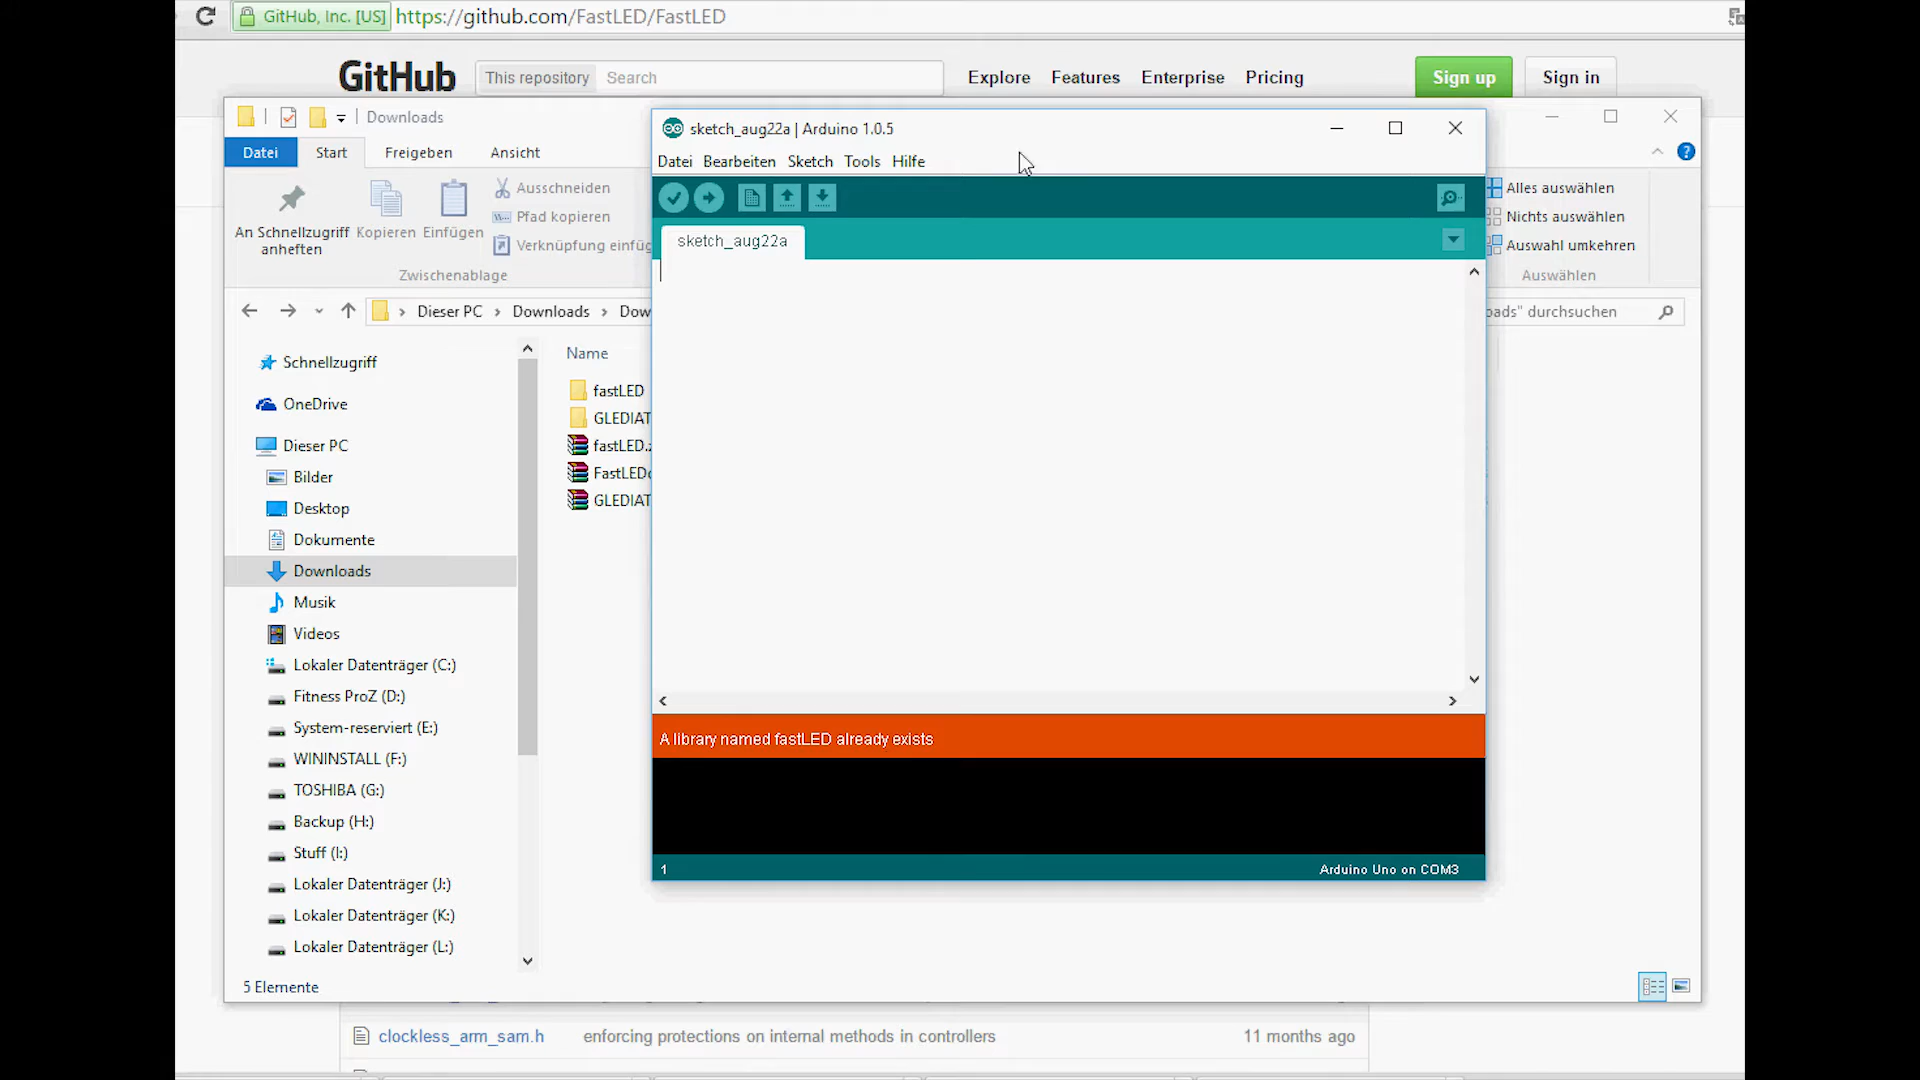 GitHub, Inc. [US] https://github.com/FastLED/FastLED
GitHub This repository Search Explore Features Enterprise Pricing Sign up Sign in
Downloads
Datei Start Freigeben Ansicht
An Schnellzugriff anheften
Kopieren
Einfügen
Ausschneiden
Pfad kopieren
Verknüpfung einfüg
Zwischenablage
Alles auswählen
Nichts auswählen
Auswahl umkehren
Auswählen
Dieser PC Downloads Dow
oads" durchsuchen
Schnellzugriff
OneDrive
Dieser PC
Bilder
Desktop
Dokumente
Downloads
Musik
Videos
Lokaler Datenträger (C:)
Fitness ProZ (D:)
System-reserviert (E:)
WININSTALL (F:)
TOSHIBA (G:)
Backup (H:)
Stuff (I:)
Lokaler Datenträger (J:)
Lokaler Datenträger (K:)
Lokaler Datenträger (L:)
5 Elemente
Name
fastLED
GLEDIAT
fastLED.
FastLED
GLEDIAT
sketch_aug22a | Arduino 1.0.5
Datei Bearbeiten Sketch Tools Hilfe
sketch_aug22a
A library named fastLED already exists
1 Arduino Uno on COM3
clockless_arm_sam.h enforcing protections on internal methods in controllers 11 months ago